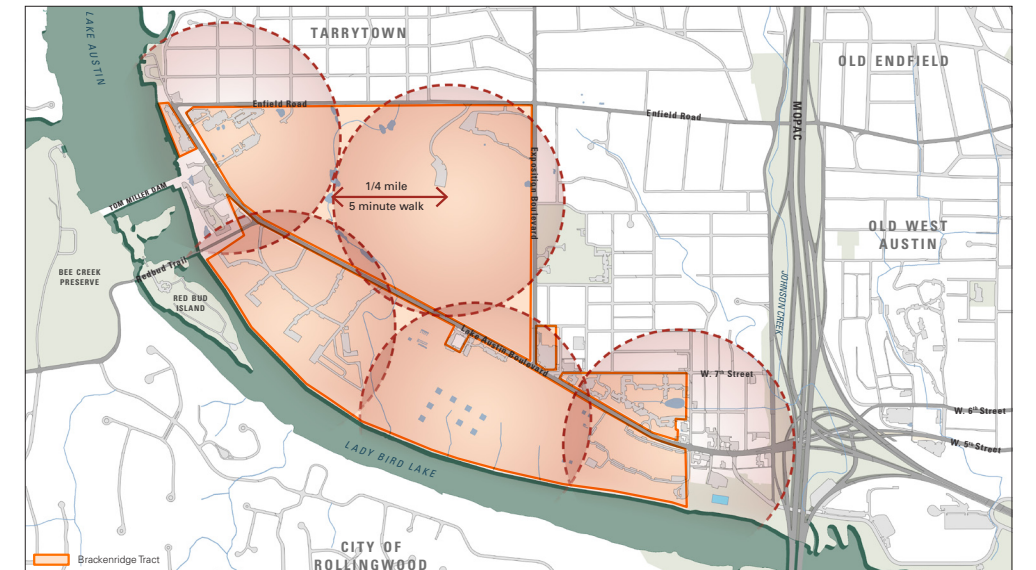 LAKE AUSTIN
TARRYTOWN
OLD ENFIELD
Enfield Road
Enfield Road
MOPAC
Exposition Boulevard
1/4 mile
5 minute walk
TOM MILLER DAM
OLD WEST
AUSTIN
Redbud Trail
BEE CREEK
PRESERVE
RED BUD
ISLAND
JOHNSON CREEK
Lake Austin Boulevard
W. 7th Street
W. 6th Street
W. 5th Street
LADY BIRD LAKE
CITY OF
ROLLINGWOOD
Brackenridge Tract